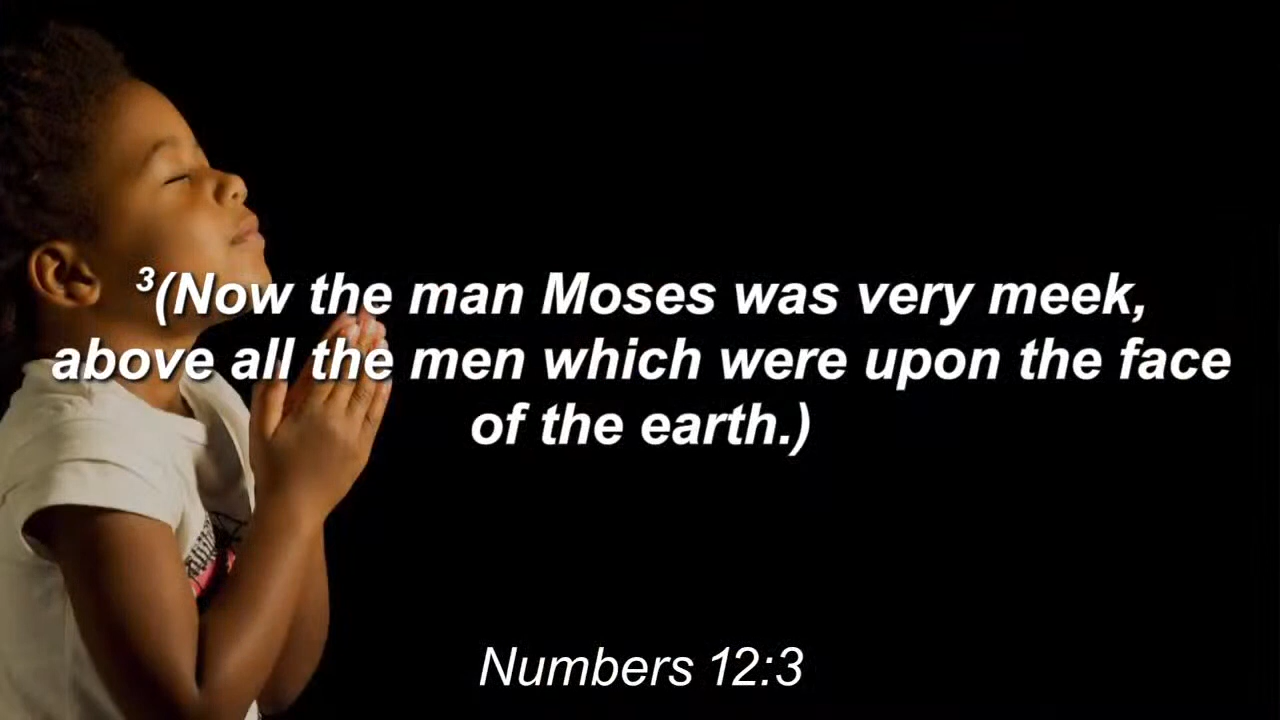 ³(Now the man Moses was very meek,
above all the men which were upon the face
of the earth.)
Numbers 12:3